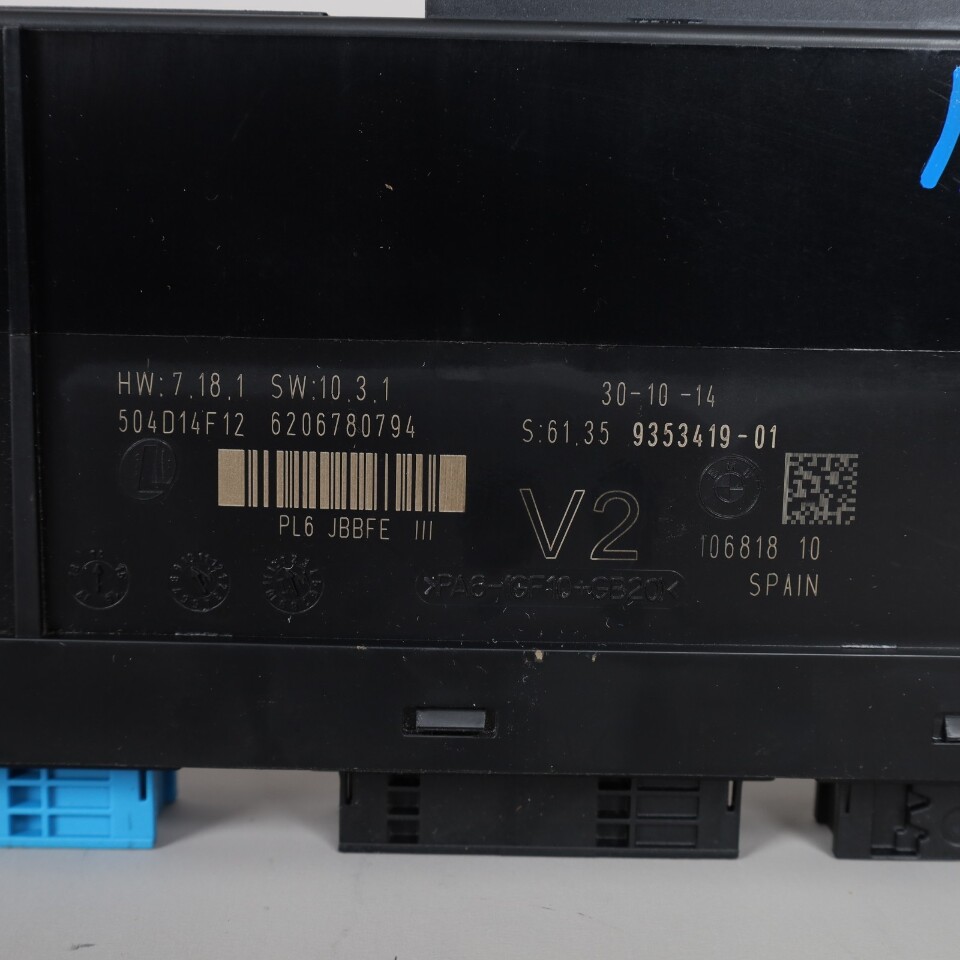 HW:7.18.1 SW:10.3.1
30-10-14
504D14F12 6206780794
S:61.35 9353419-01
PL6 JBBFE III
V2
106818 10
SPAIN